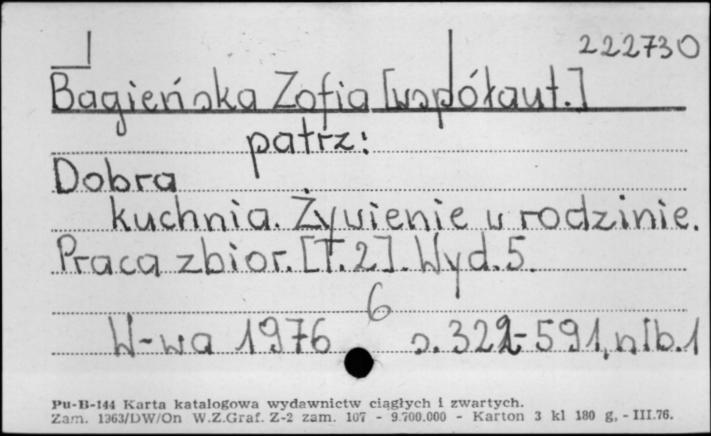 222730
Bagieńska Zofia [współaut.]
patrz:
Dobra
kuchnia. Żywienie w rodzinie.
Praca zbior. [T.2]. Wyd.5.
6
W-wa 1976 s.322-591, nlb.1
Pu-B-144 Karta katalogowa wydawnictw ciągłych i zwartych.
Zam. 1363/DW/On W.Z.Graf. Z-2 zam. 107 - 9.700.000 - Karton 3 kl 180 g, - III.76.